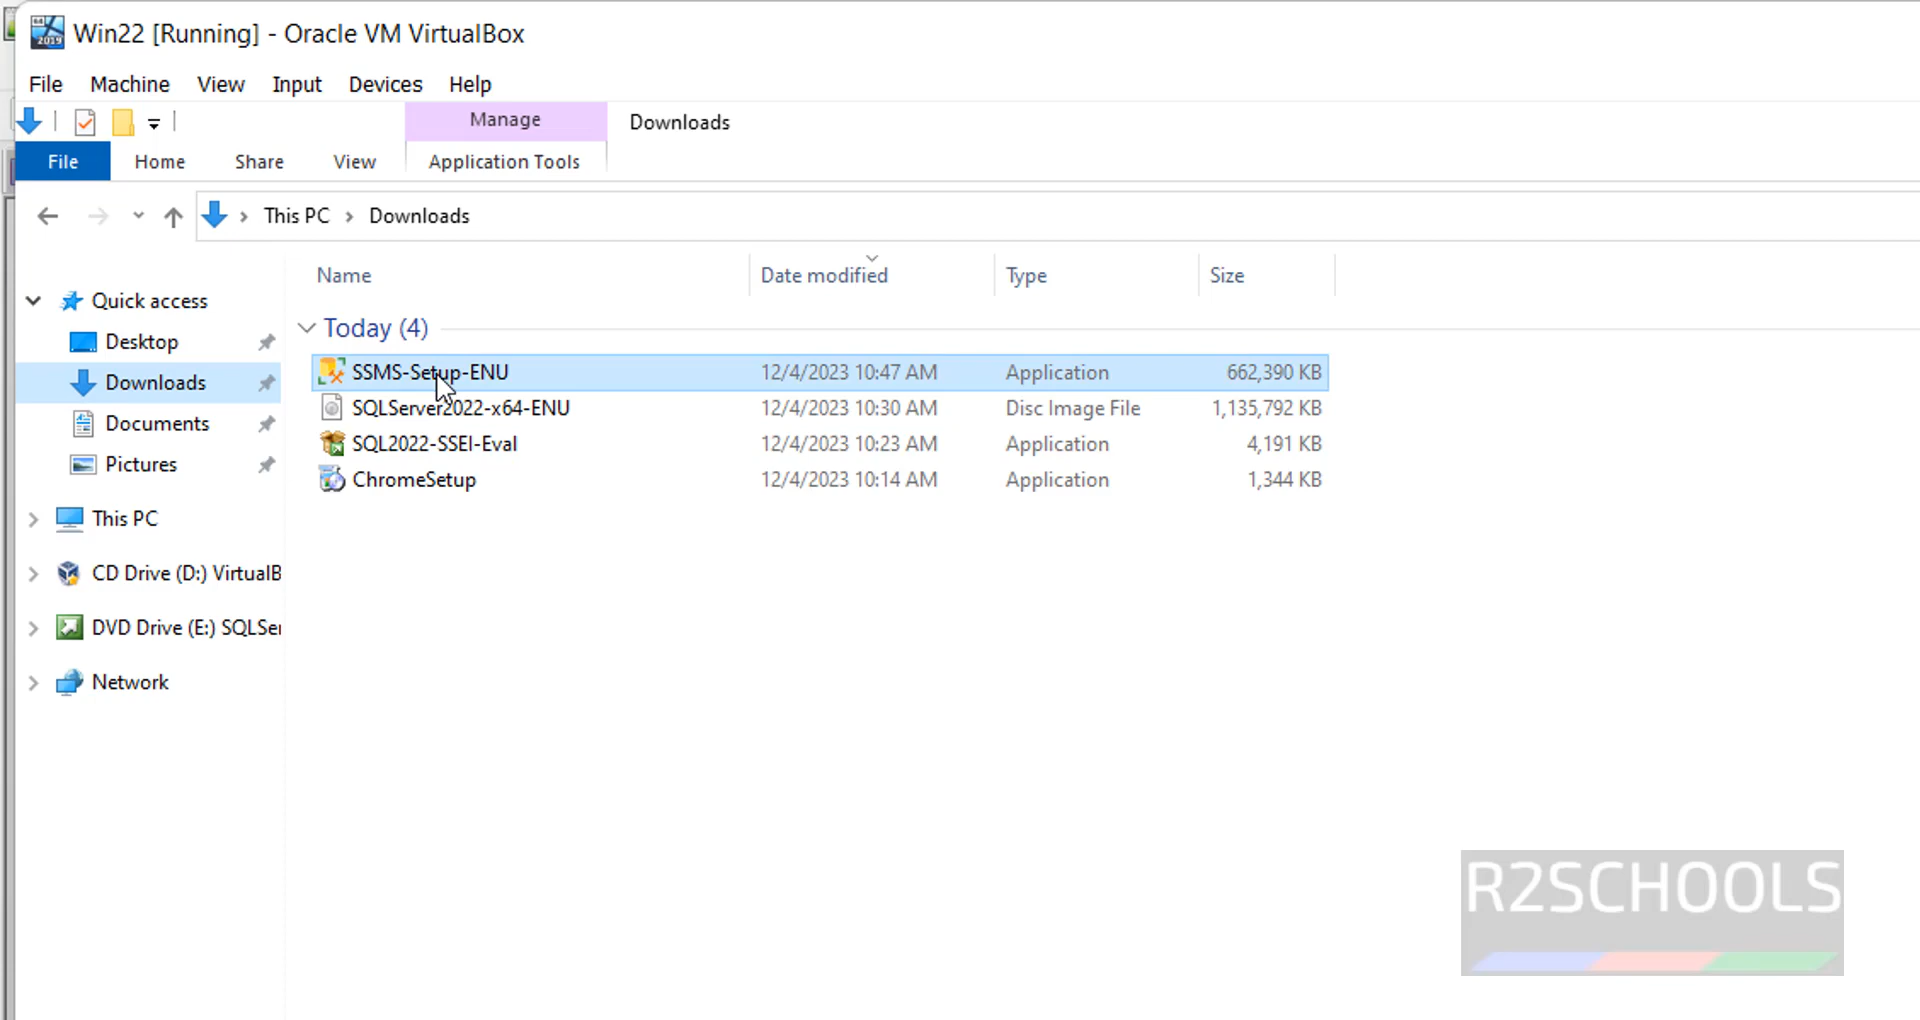 Win22 [Running] - Oracle VM VirtualBox
File Machine View Input Devices Help
Manage Downloads
File Home Share View Application Tools
This PC Downloads
Name Date modified Type Size
Quick access
Today (4)
Desktop
SSMS-Setup-ENU 12/4/2023 10:47 AM Application 662,390 KB
Downloads
SQLServer2022-x64-ENU 12/4/2023 10:30 AM Disc Image File 1,135,792 KB
Documents
SQL2022-SSEI-Eval 12/4/2023 10:23 AM Application 4,191 KB
Pictures
ChromeSetup 12/4/2023 10:14 AM Application 1,344 KB
This PC
CD Drive (D:) VirtualB
DVD Drive (E:) SQLSer
Network
R2SCHOOLS